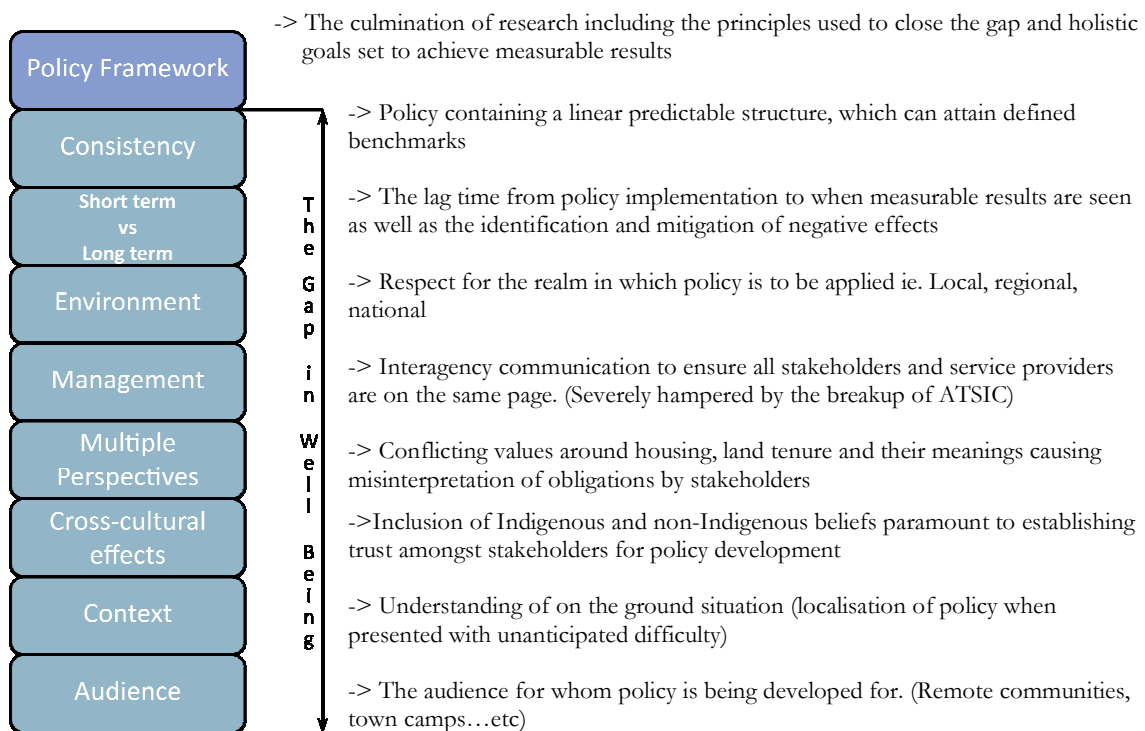 -> The culmination of research including the principles used to close the gap and holistic
goals set to achieve measurable results
Policy Framework
-> Policy containing a linear predictable structure, which can attain defined
benchmarks
Consistency
Short term
vs
Long term
-> The lag time from policy implementation to when measurable results are seen
as well as the identification and mitigation of negative effects
Environment
-> Respect for the realm in which policy is to be applied ie. Local, regional,
national
Management
-> Interagency communication to ensure all stakeholders and service providers
are on the same page. (Severely hampered by the breakup of ATSIC)
Multiple
Perspectives
-> Conflicting values around housing, land tenure and their meanings causing
misinterpretation of obligations by stakeholders
Cross-cultural
effects
->Inclusion of Indigenous and non-Indigenous beliefs paramount to establishing
trust amongst stakeholders for policy development
Context
-> Understanding of on the ground situation (localisation of policy when
presented with unanticipated difficulty)
Audience
-> The audience for whom policy is being developed for. (Remote communities,
town camps…etc)
The Gap in Well Being